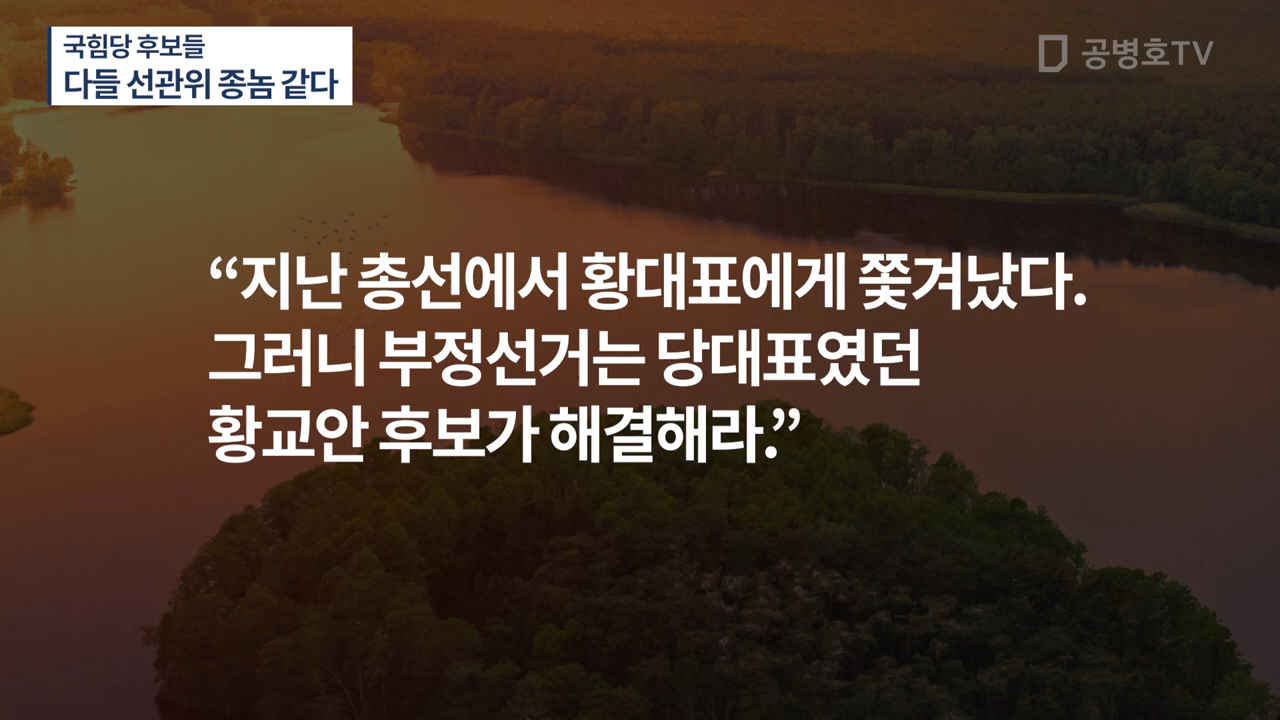 국힘당 후보들
다들 선관위 종놈 같다
공병호TV
“지난 총선에서 황대표에게 쫓겨났다.
그러니 부정선거는 당대표였던
황교안 후보가 해결해라.”